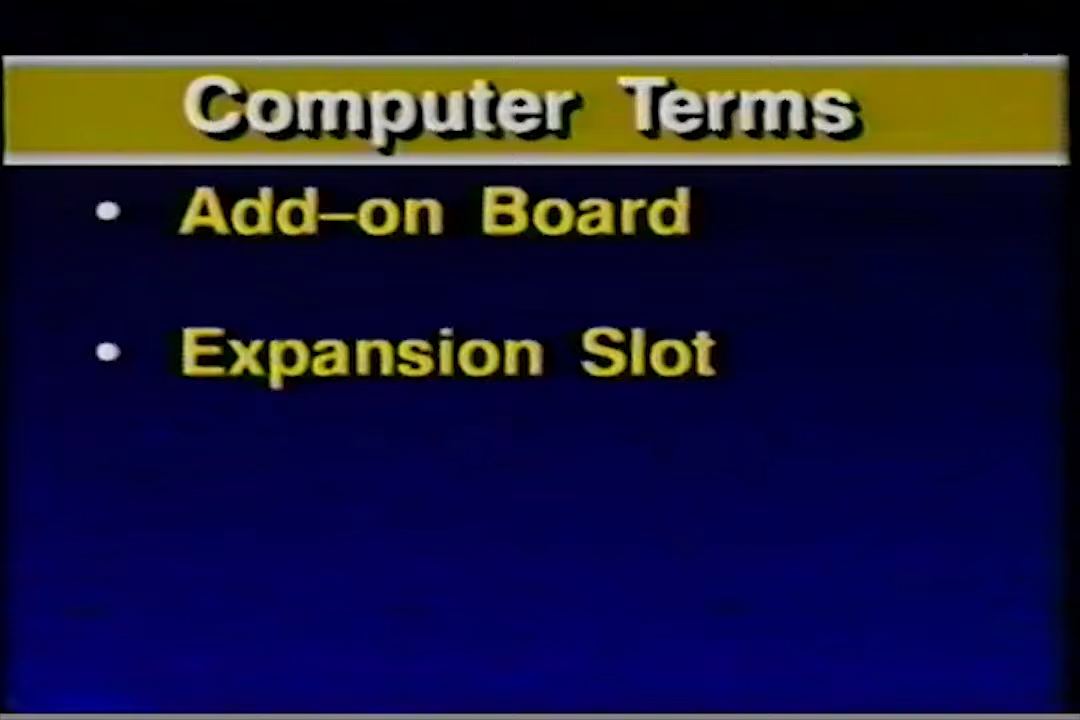 Computer Terms
• Add-on Board
• Expansion Slot